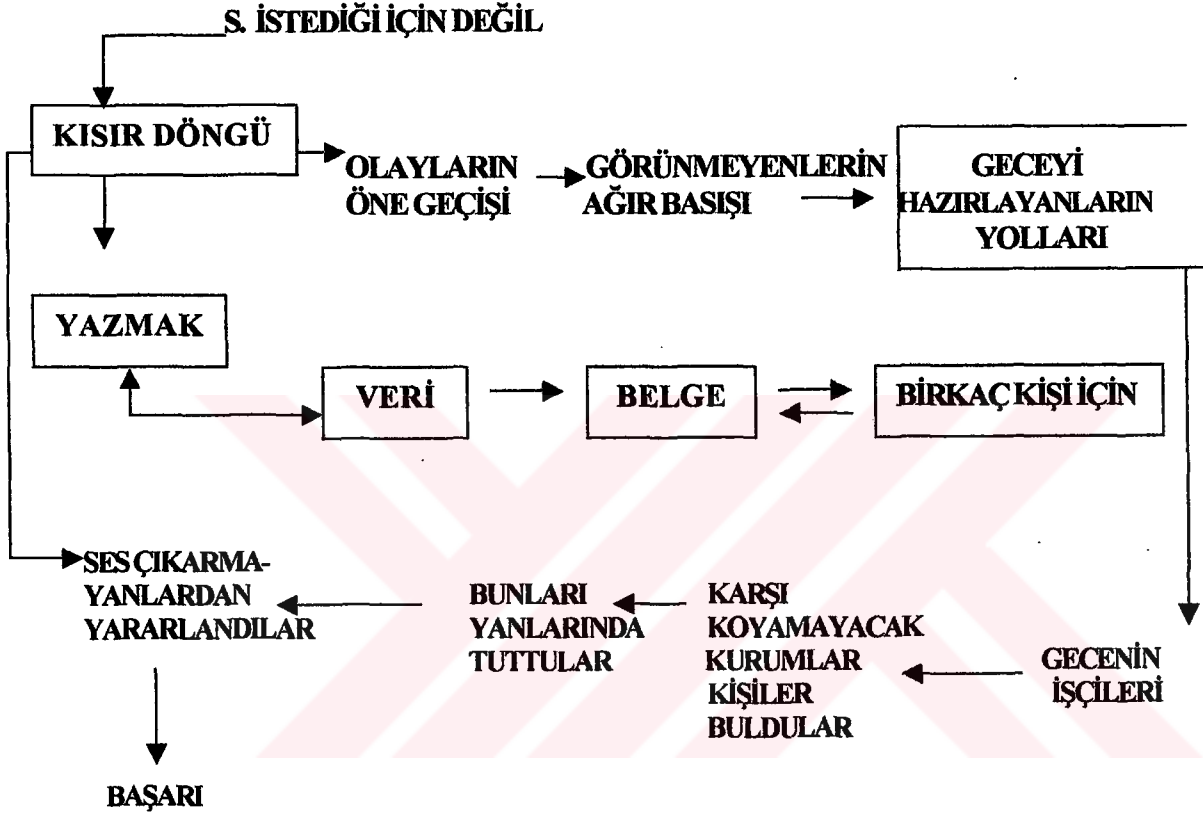 S. İSTEDİĞİ İÇİN DEĞİL
KISIR DÖNGÜ
OLAYLARIN
ÖNE GEÇİŞİ
GÖRÜNMEYENLERİN
AĞIR BASIŞI
GECEYİ
HAZIRLAYANLARIN
YOLLARI
YAZMAK
VERİ
BELGE
BİRKAÇ KİŞİ İÇİN
SES ÇIKARMA-
YANLARDAN
YARARLANDILAR
BUNLARI
YANLARINDA
TUTTULAR
KARŞI
KOYAMAYACAK
KURUMLAR
KİŞİLER
BULDULAR
GECENİN
İŞÇİLERİ
BAŞARI